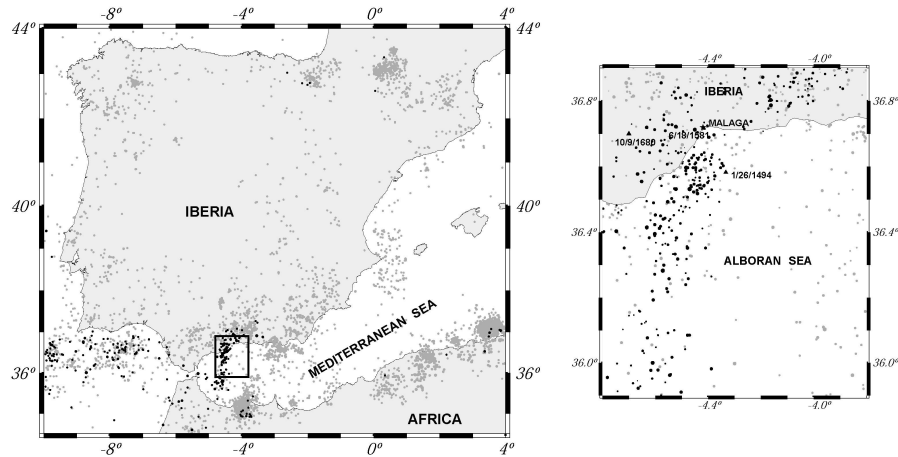 -8º -4º 0º 4º
44º 44º
40º 40º
36º 36º
IBERIA
MEDITERRANEAN SEA
AFRICA
-8º -4º 0º 4º
-4.4º -4.0º
36.8º 36.8º
IBERIA
MALAGA
6/18/1581
10/9/1680
1/26/1494
36.4º 36.4º
ALBORAN SEA
36.0º 36.0º
-4.4º -4.0º